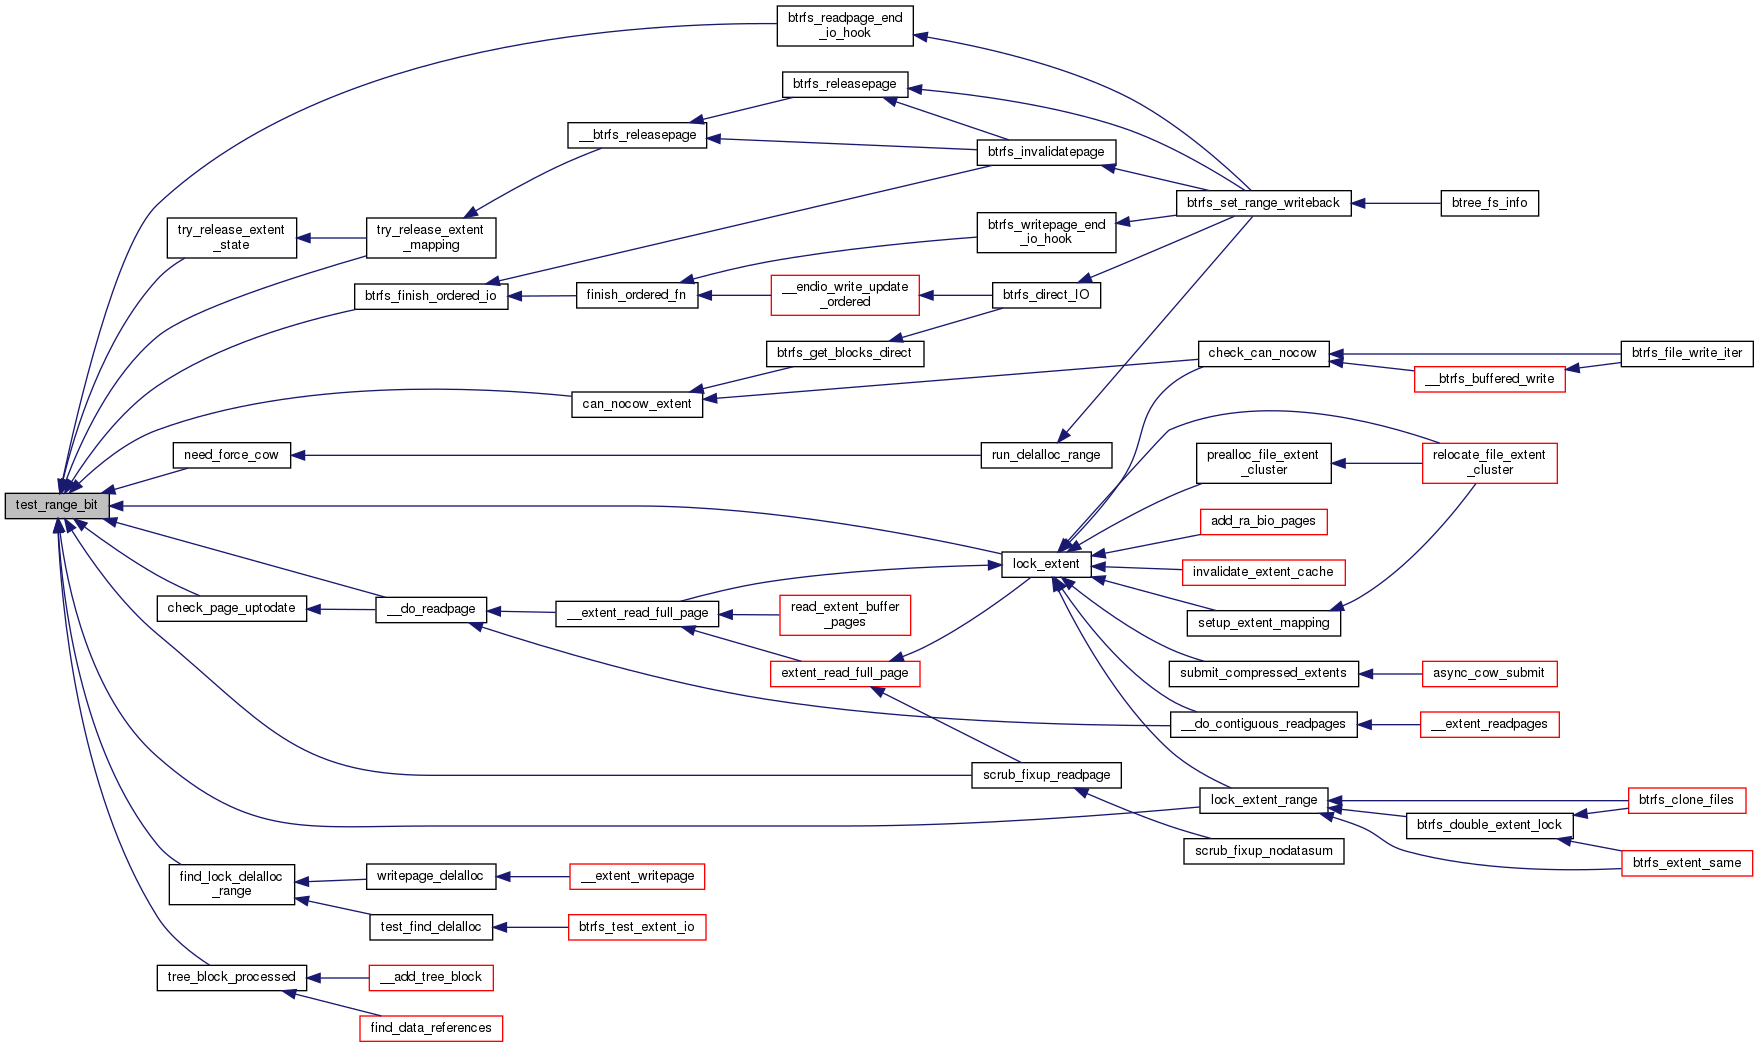 btrfs_readpage_end
_io_hook
btrfs_releasepage
__btrfs_releasepage
btrfs_invalidatepage
btrfs_set_range_writeback
btree_fs_info
try_release_extent
_state
try_release_extent
_mapping
btrfs_writepage_end
_io_hook
btrfs_finish_ordered_io
finish_ordered_fn
__endio_write_update
_ordered
btrfs_direct_IO
btrfs_get_blocks_direct
check_can_nocow
btrfs_file_write_iter
__btrfs_buffered_write
can_nocow_extent
need_force_cow
run_delalloc_range
prealloc_file_extent
_cluster
relocate_file_extent
_cluster
test_range_bit
add_ra_bio_pages
lock_extent
invalidate_extent_cache
check_page_uptodate
__do_readpage
__extent_read_full_page
read_extent_buffer
_pages
setup_extent_mapping
extent_read_full_page
submit_compressed_extents
async_cow_submit
__do_contiguous_readpages
__extent_readpages
scrub_fixup_readpage
lock_extent_range
btrfs_clone_files
btrfs_double_extent_lock
scrub_fixup_nodatasum
btrfs_extent_same
find_lock_delalloc
_range
writepage_delalloc
__extent_writepage
test_find_delalloc
btrfs_test_extent_io
tree_block_processed
__add_tree_block
find_data_references